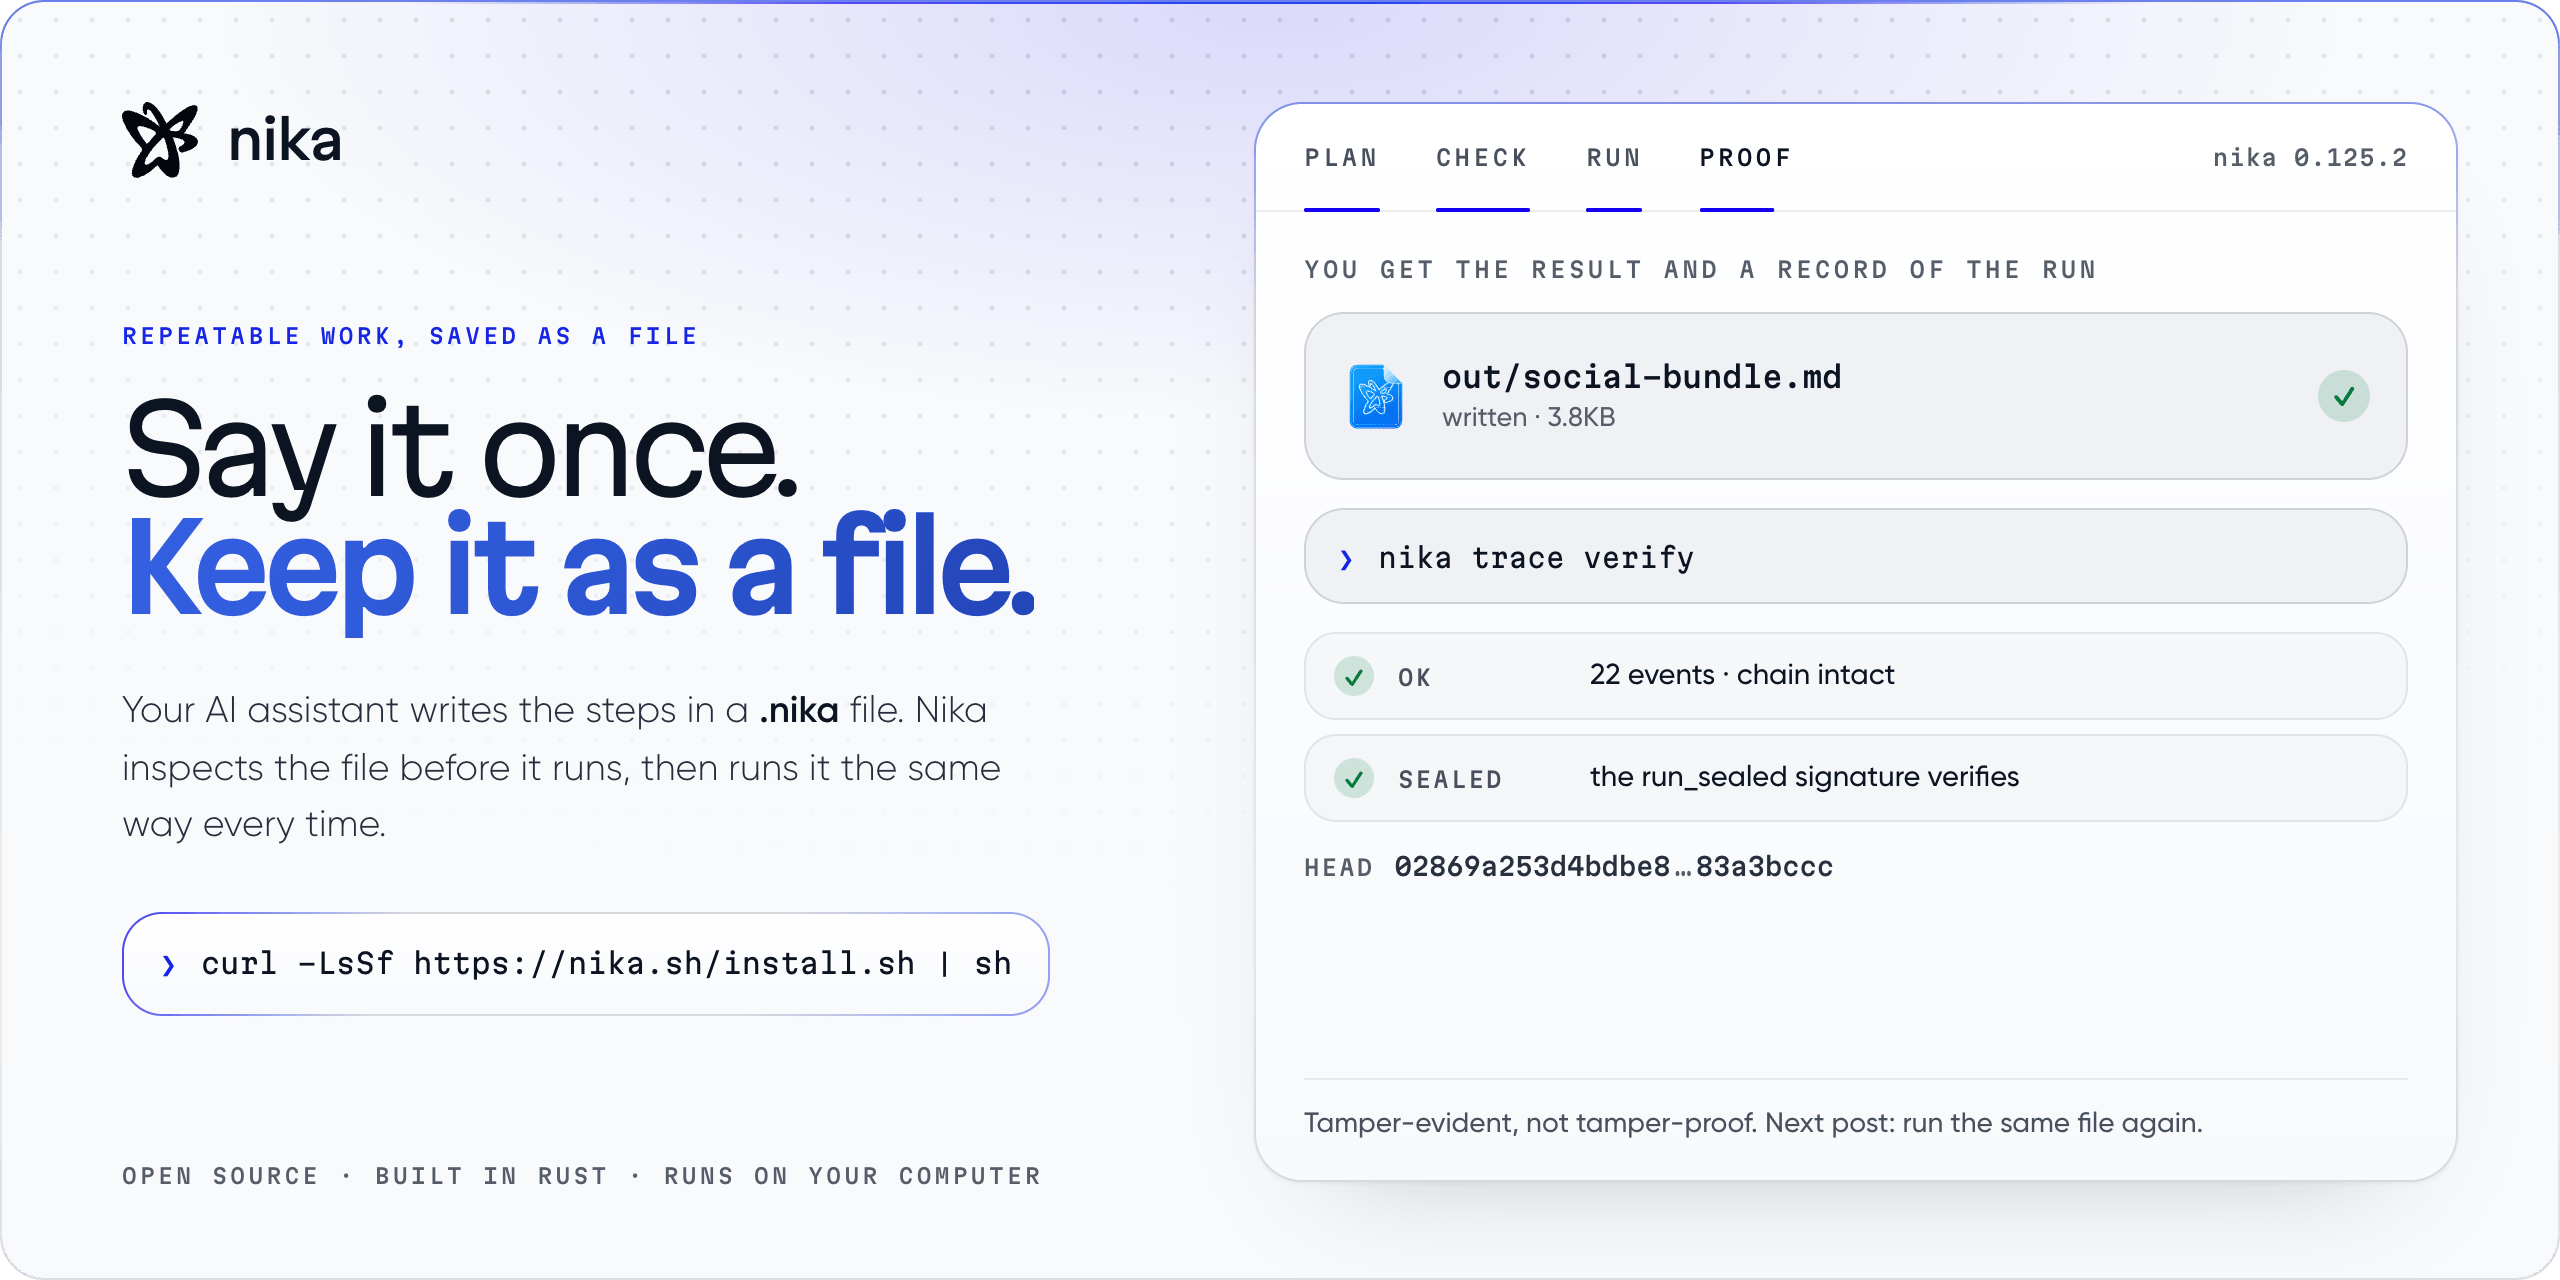 nika
REPEATABLE WORK, SAVED AS A FILE
Say it once.
Keep it as a file.
Your AI assistant writes the steps in a .nika file. Nika
inspects the file before it runs, then runs it the same
way every time.
❯ curl -LsSf https://nika.sh/install.sh | sh
OPEN SOURCE · BUILT IN RUST · RUNS ON YOUR COMPUTER
PLAN CHECK RUN PROOF nika 0.125.2
YOU GET THE RESULT AND A RECORD OF THE RUN
out/social-bundle.md
written · 3.8KB
❯ nika trace verify
OK 22 events · chain intact
SEALED the run_sealed signature verifies
HEAD 02869a253d4bdbe8…83a3bccc
Tamper-evident, not tamper-proof. Next post: run the same file again.